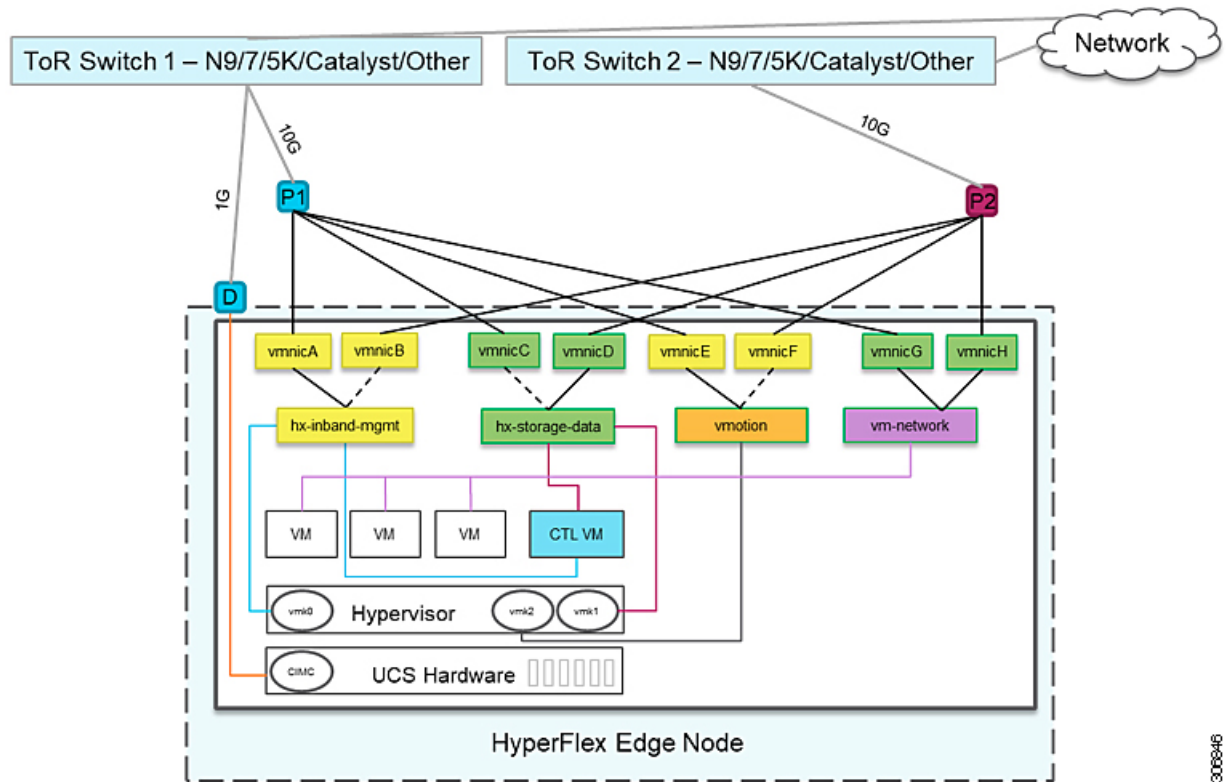 Network
ToR Switch 1 – N9/7/5K/Catalyst/Other
ToR Switch 2 – N9/7/5K/Catalyst/Other
10G
10G
1G
P1
P2
D
vmnicA
vmnicB
vmnicC
vmnicD
vmnicE
vmnicF
vmnicG
vmnicH
hx-inband-mgmt
hx-storage-data
vmotion
vm-network
VM
VM
VM
CTL VM
vmk0
Hypervisor
vmk2
vmk1
CIMC
UCS Hardware
HyperFlex Edge Node